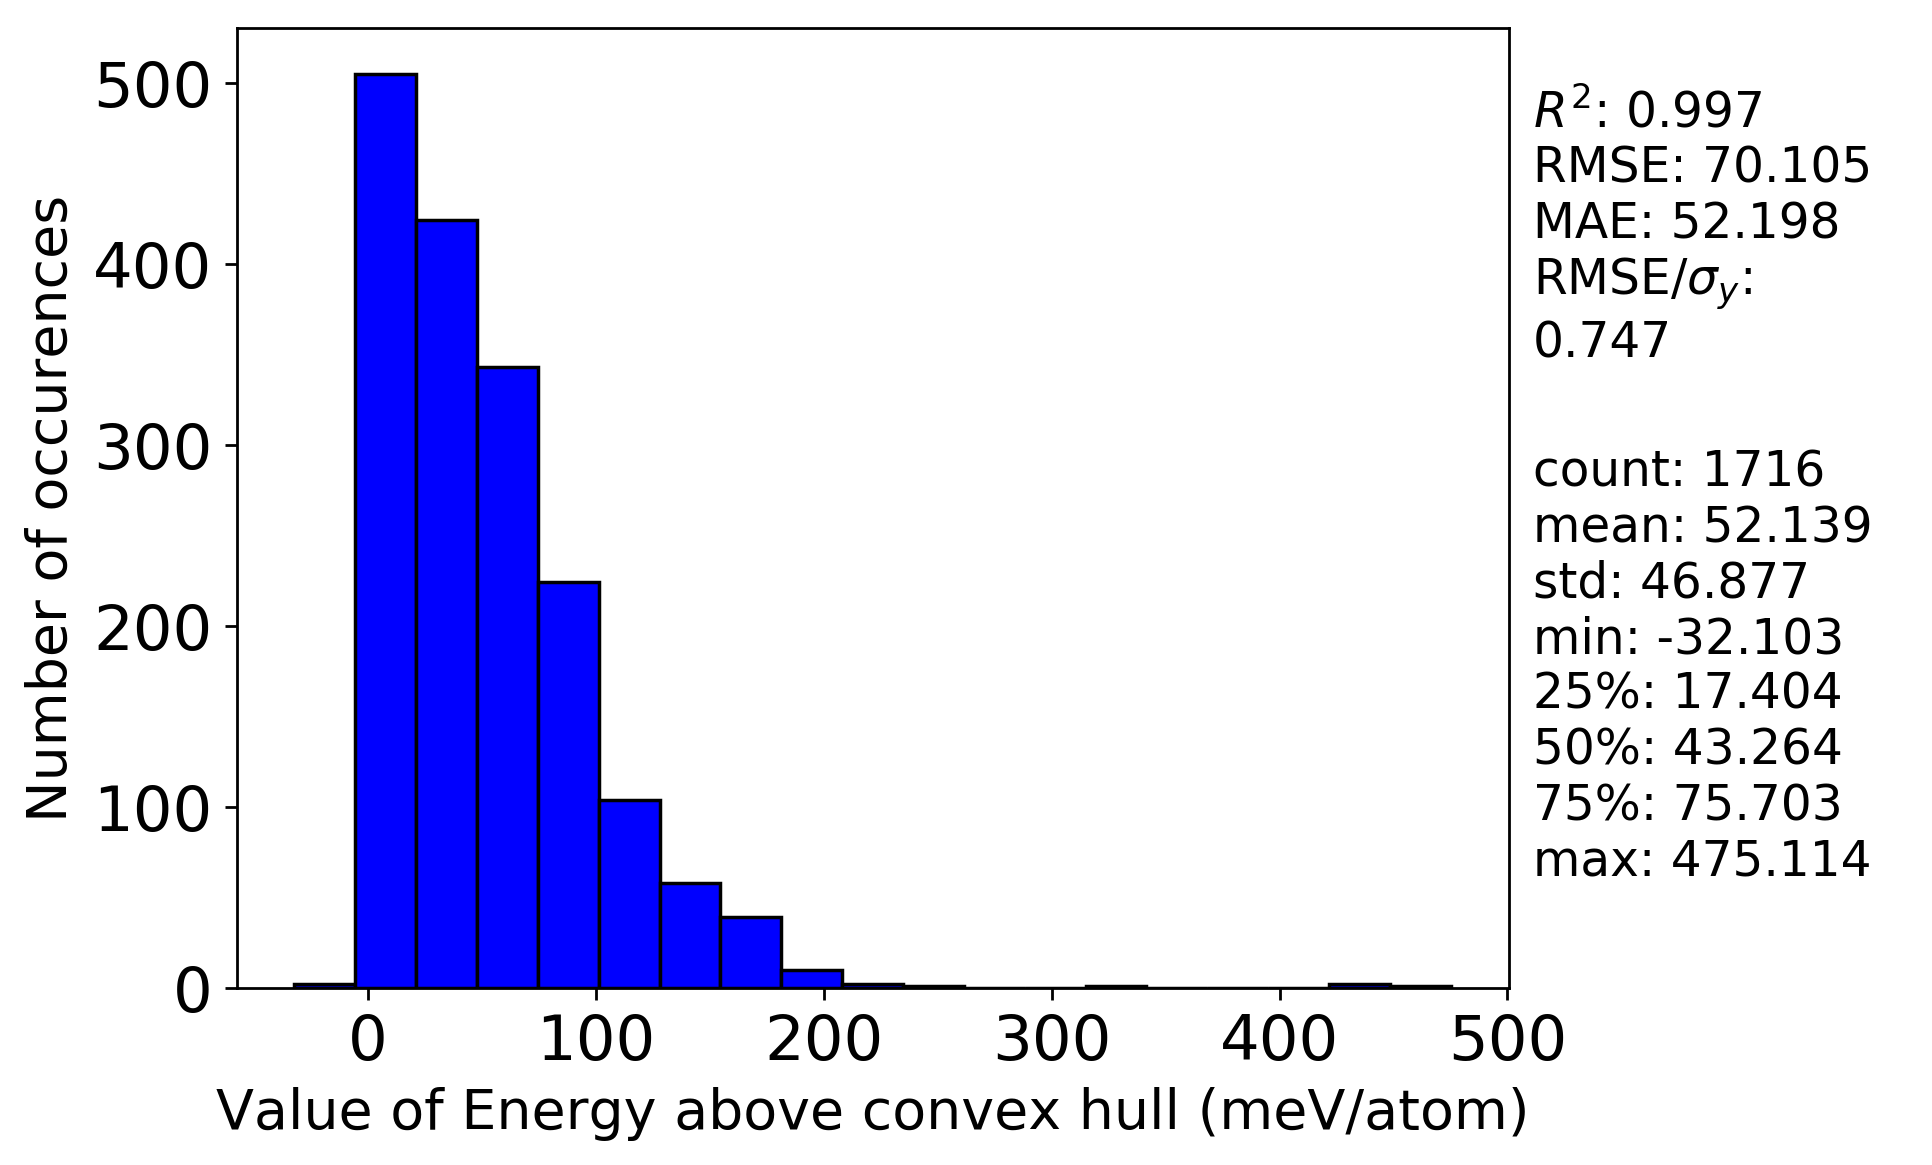 Number of occurences
500
400
300
200
100
0
0 100 200 300 400 500
Value of Energy above convex hull (meV/atom)
R²: 0.997
RMSE: 70.105
MAE: 52.198
RMSE/σy:
0.747
count: 1716
mean: 52.139
std: 46.877
min: -32.103
25%: 17.404
50%: 43.264
75%: 75.703
max: 475.114